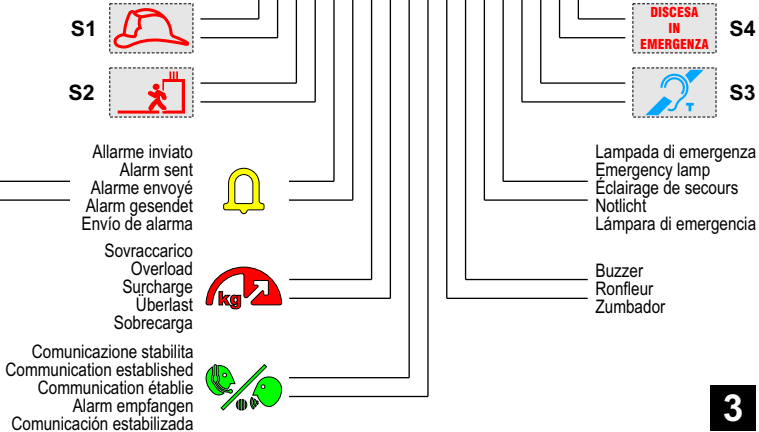 S1
S2
Allarme inviato
Alarm sent
Alarme envoyé
Alarm gesendet
Envío de alarma
Sovraccarico
Overload
Surcharge
Überlast
Sobrecarga
kg
Comunicazione stabilita
Communication established
Communication établie
Alarm empfangen
Comunicación estabilizada
DISCESA
IN
EMERGENZA
S4
T
S3
Lampada di emergenza
Emergency lamp
Éclairage de secours
Notlicht
Lámpara di emergencia
Buzzer
Ronfleur
Zumbador
3